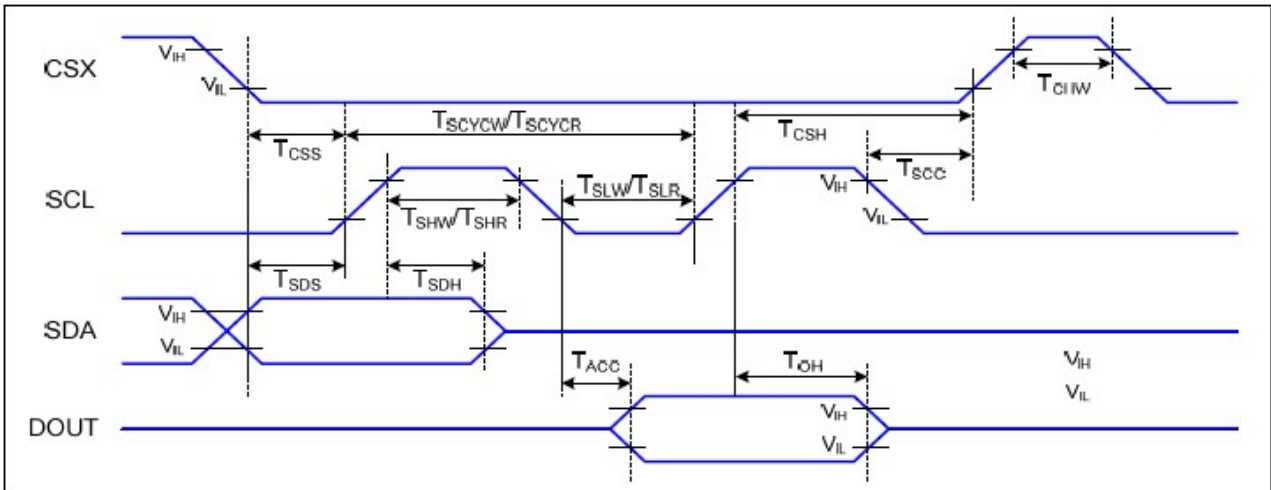 CSX
VIH
VIL
TCHW
TSCYCW/TSCYCR
TCSH
TCSS
TSCC
SCL
TSLW/TSLR
VIH
VIL
TSHW/TSHR
TSDS
TSDH
SDA
VIH
VIL
TACC
TOH
VIH
VIL
DOUT
VIH
VIL